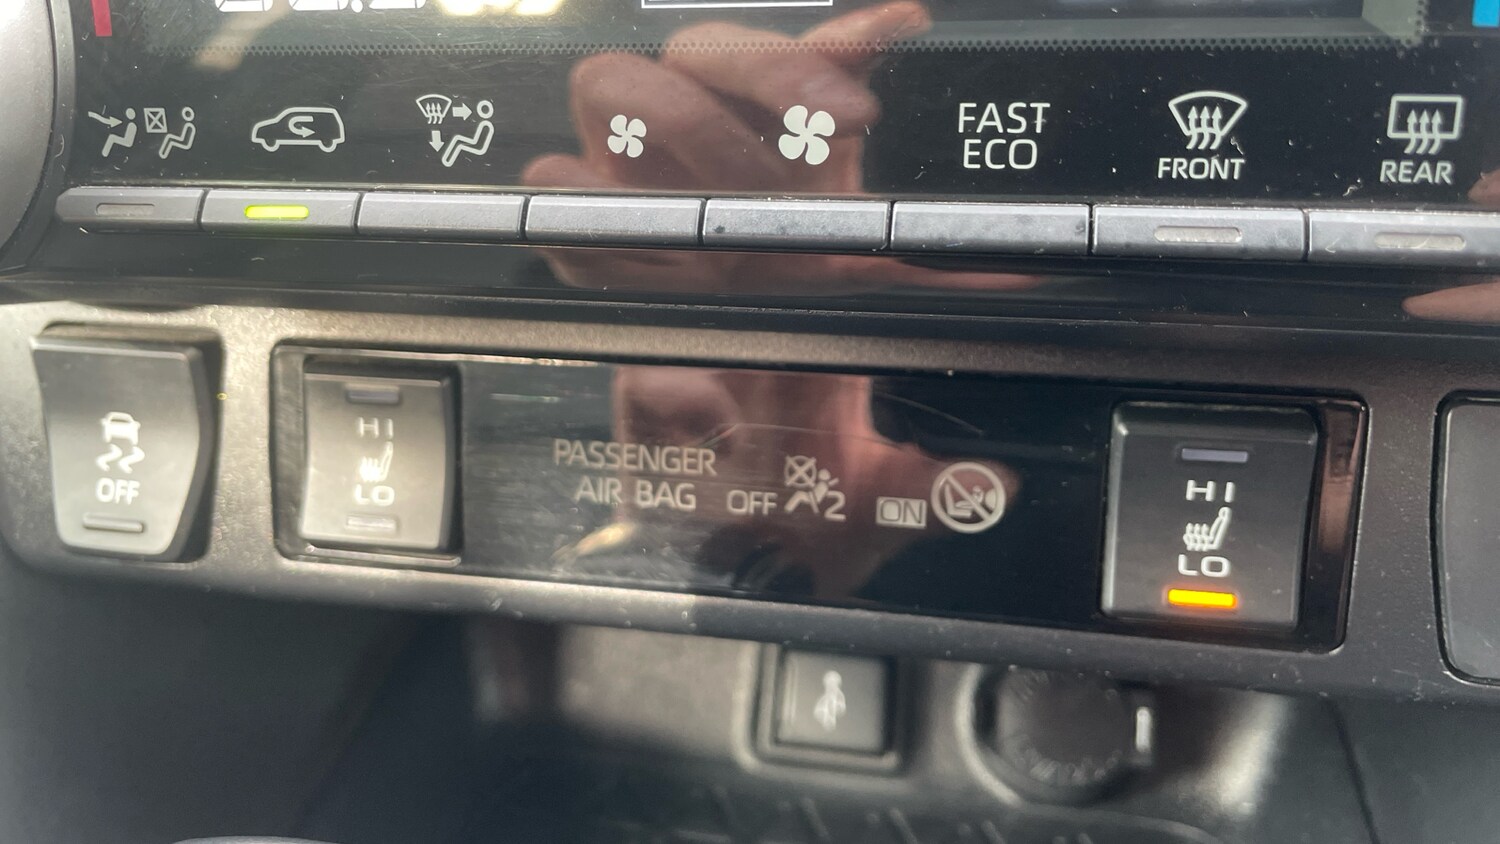 FAST
ECO
FRONT
REAR
OFF
HI
LO
PASSENGER
AIR BAG OFF 2 ON
HI
LO